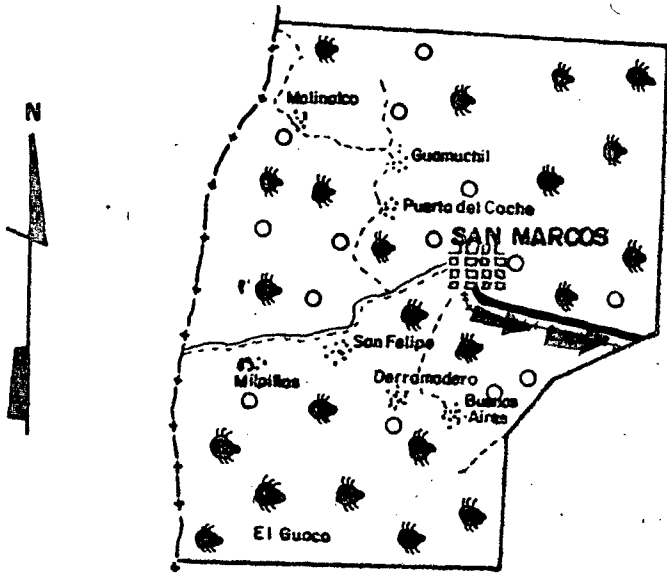 N
Malinalco
Guamuchil
Puerta del Coche
SAN MARCOS
San Felipe
Milpillas
Derramadero
Buenos
Aires
El Guaco